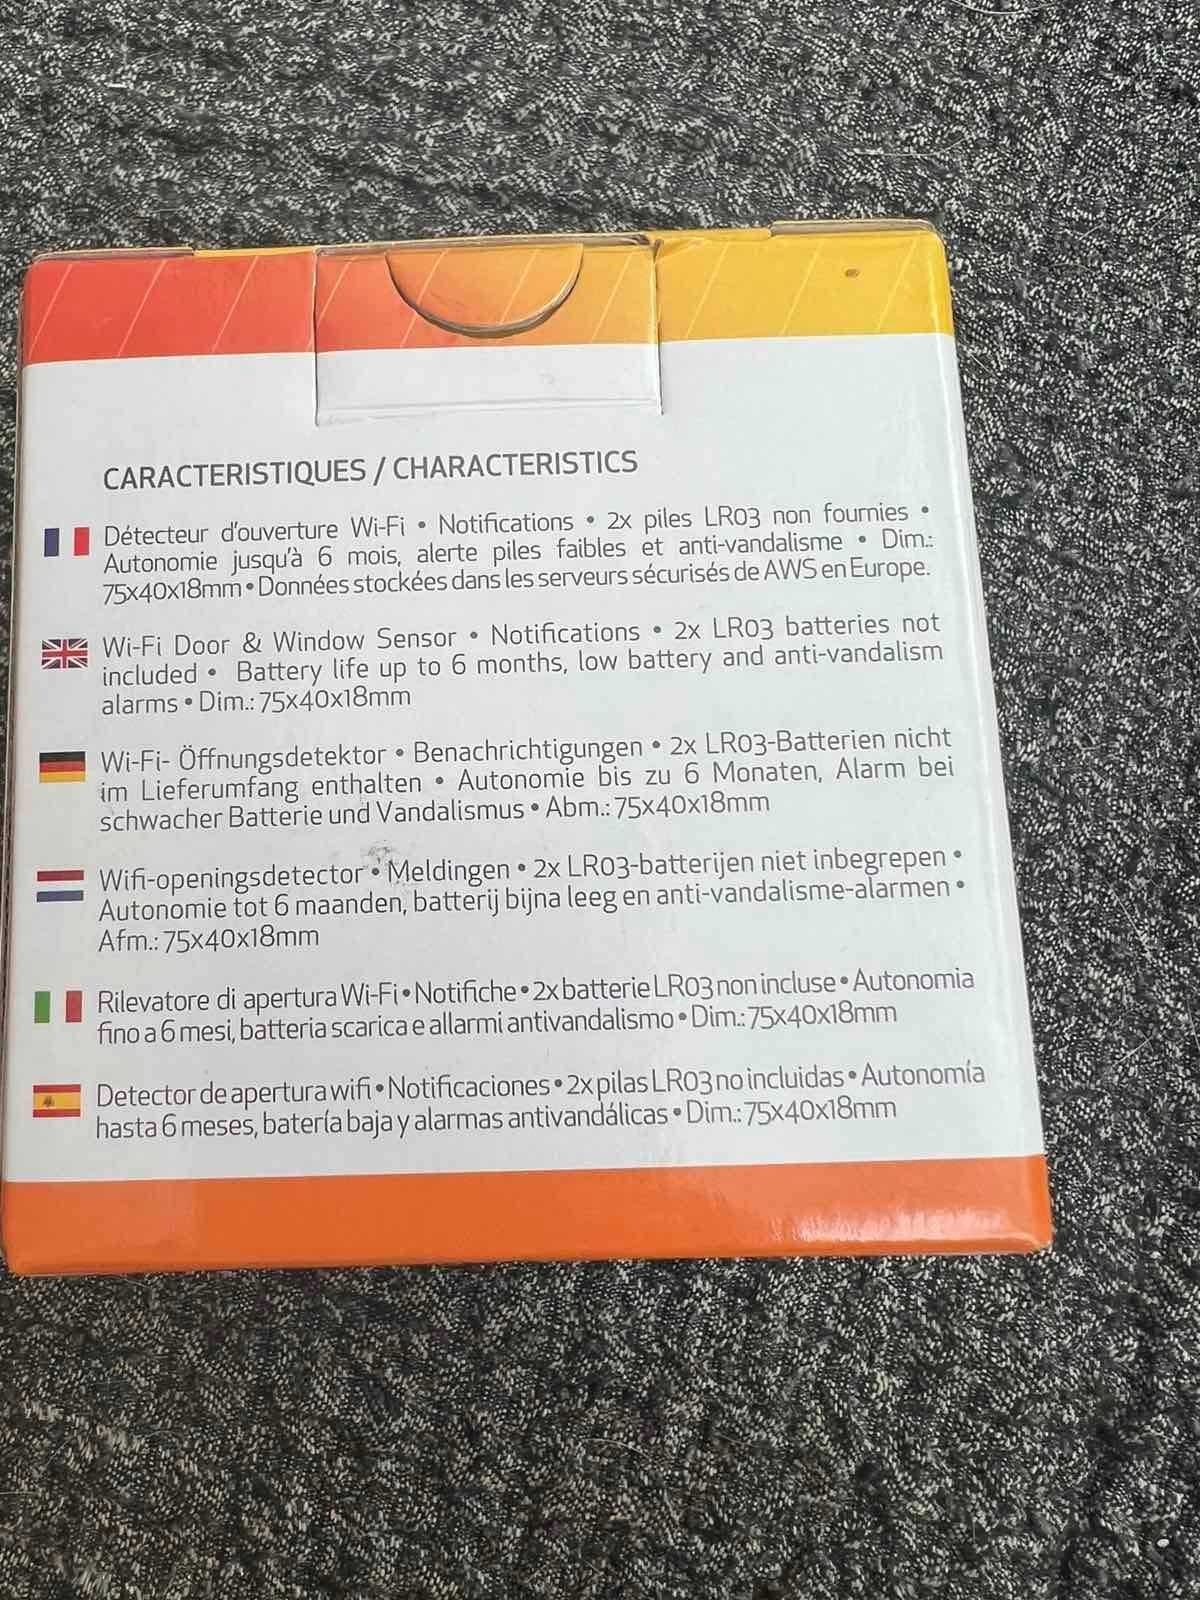 CARACTERISTIQUES / CHARACTERISTICS
Détecteur d'ouverture Wi-Fi • Notifications • 2x piles LR03 non fournies •
Autonomie jusqu'à 6 mois, alerte piles faibles et anti-vandalisme • Dim.:
75x40x18mm • Données stockées dans les serveurs sécurisés de AWS en Europe.
Wi-Fi Door & Window Sensor • Notifications • 2x LR03 batteries not
included • Battery life up to 6 months, low battery and anti-vandalism
alarms • Dim.: 75x40x18mm
Wi-Fi- Öffnungsdetektor • Benachrichtigungen • 2x LR03-Batterien nicht
im Lieferumfang enthalten • Autonomie bis zu 6 Monaten, Alarm bei
schwacher Batterie und Vandalismus • Abm.: 75x40x18mm
Wifi-openingsdetector • Meldingen • 2x LR03-batterijen niet inbegrepen •
Autonomie tot 6 maanden, batterij bijna leeg en anti-vandalisme-alarmen •
Afm.: 75x40x18mm
Rilevatore di apertura Wi-Fi • Notifiche • 2x batterie LR03 non incluse • Autonomia
fino a 6 mesi, batteria scarica e allarmi antivandalismo • Dim.: 75x40x18mm
Detector de apertura wifi • Notificaciones • 2x pilas LR03 no incluidas • Autonomía
hasta 6 meses, batería baja y alarmas antivandálicas • Dim.: 75x40x18mm